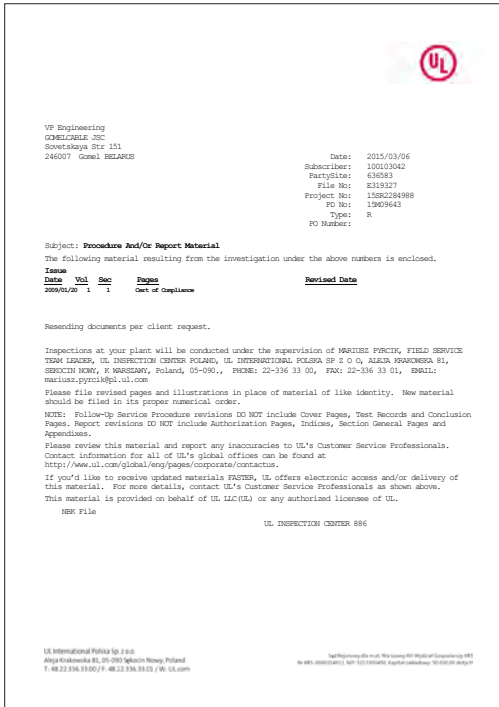 UL
VP Engineering
GOMELCABLE JSC
Sovetskaya Str 151
246007 Gomel BELARUS
Date: 2015/03/06
Subscriber: 100103042
PartySite: 636583
File No: E319327
Project No: 15SR2284988
PD No: 15M09643
Type: R
PO Number:
Subject: Procedure And/Or Report Material
The following material resulting from the investigation under the above numbers is enclosed.
Issue
Date Vol Sec Pages Revised Date
2009/01/20 1 1 Cert of Compliance
Resending documents per client request.
Inspections at your plant will be conducted under the supervision of MARIUSZ PYRCIK, FIELD SERVICE
TEAM LEADER, UL INSPECTION CENTER POLAND, UL INTERNATIONAL POLSKA SP Z O O, ALEJA KRAKOWSKA 81,
SEKOCIN NOWY, K WARSZAWY, Poland, 05-090., PHONE: 22-336 33 00, FAX: 22-336 33 01, EMAIL:
mariusz.pyrcik@pl.ul.com
Please file revised pages and illustrations in place of material of like identity. New material
should be filed in its proper numerical order.
NOTE: Follow-Up Service Procedure revisions DO NOT include Cover Pages, Test Records and Conclusion
Pages. Report revisions DO NOT include Authorization Pages, Indices, Section General Pages and
Appendixes.
Please review this material and report any inaccuracies to UL's Customer Service Professionals.
Contact information for all of UL's global offices can be found at
http://www.ul.com/global/eng/pages/corporate/contactus.
If you'd like to receive updated materials FASTER, UL offers electronic access and/or delivery of
this material. For more details, contact UL's Customer Service Professionals as shown above.
This material is provided on behalf of UL LLC(UL) or any authorized licensee of UL.
NBK File
UL INSPECTION CENTER 886
UL International Polska Sp. z o.o.
Aleja Krakowska 81, 05-090 Sękocin Nowy, Poland
T: 48.22.336.33.00 / F: 48.22.336.33.01 / W: UL.com